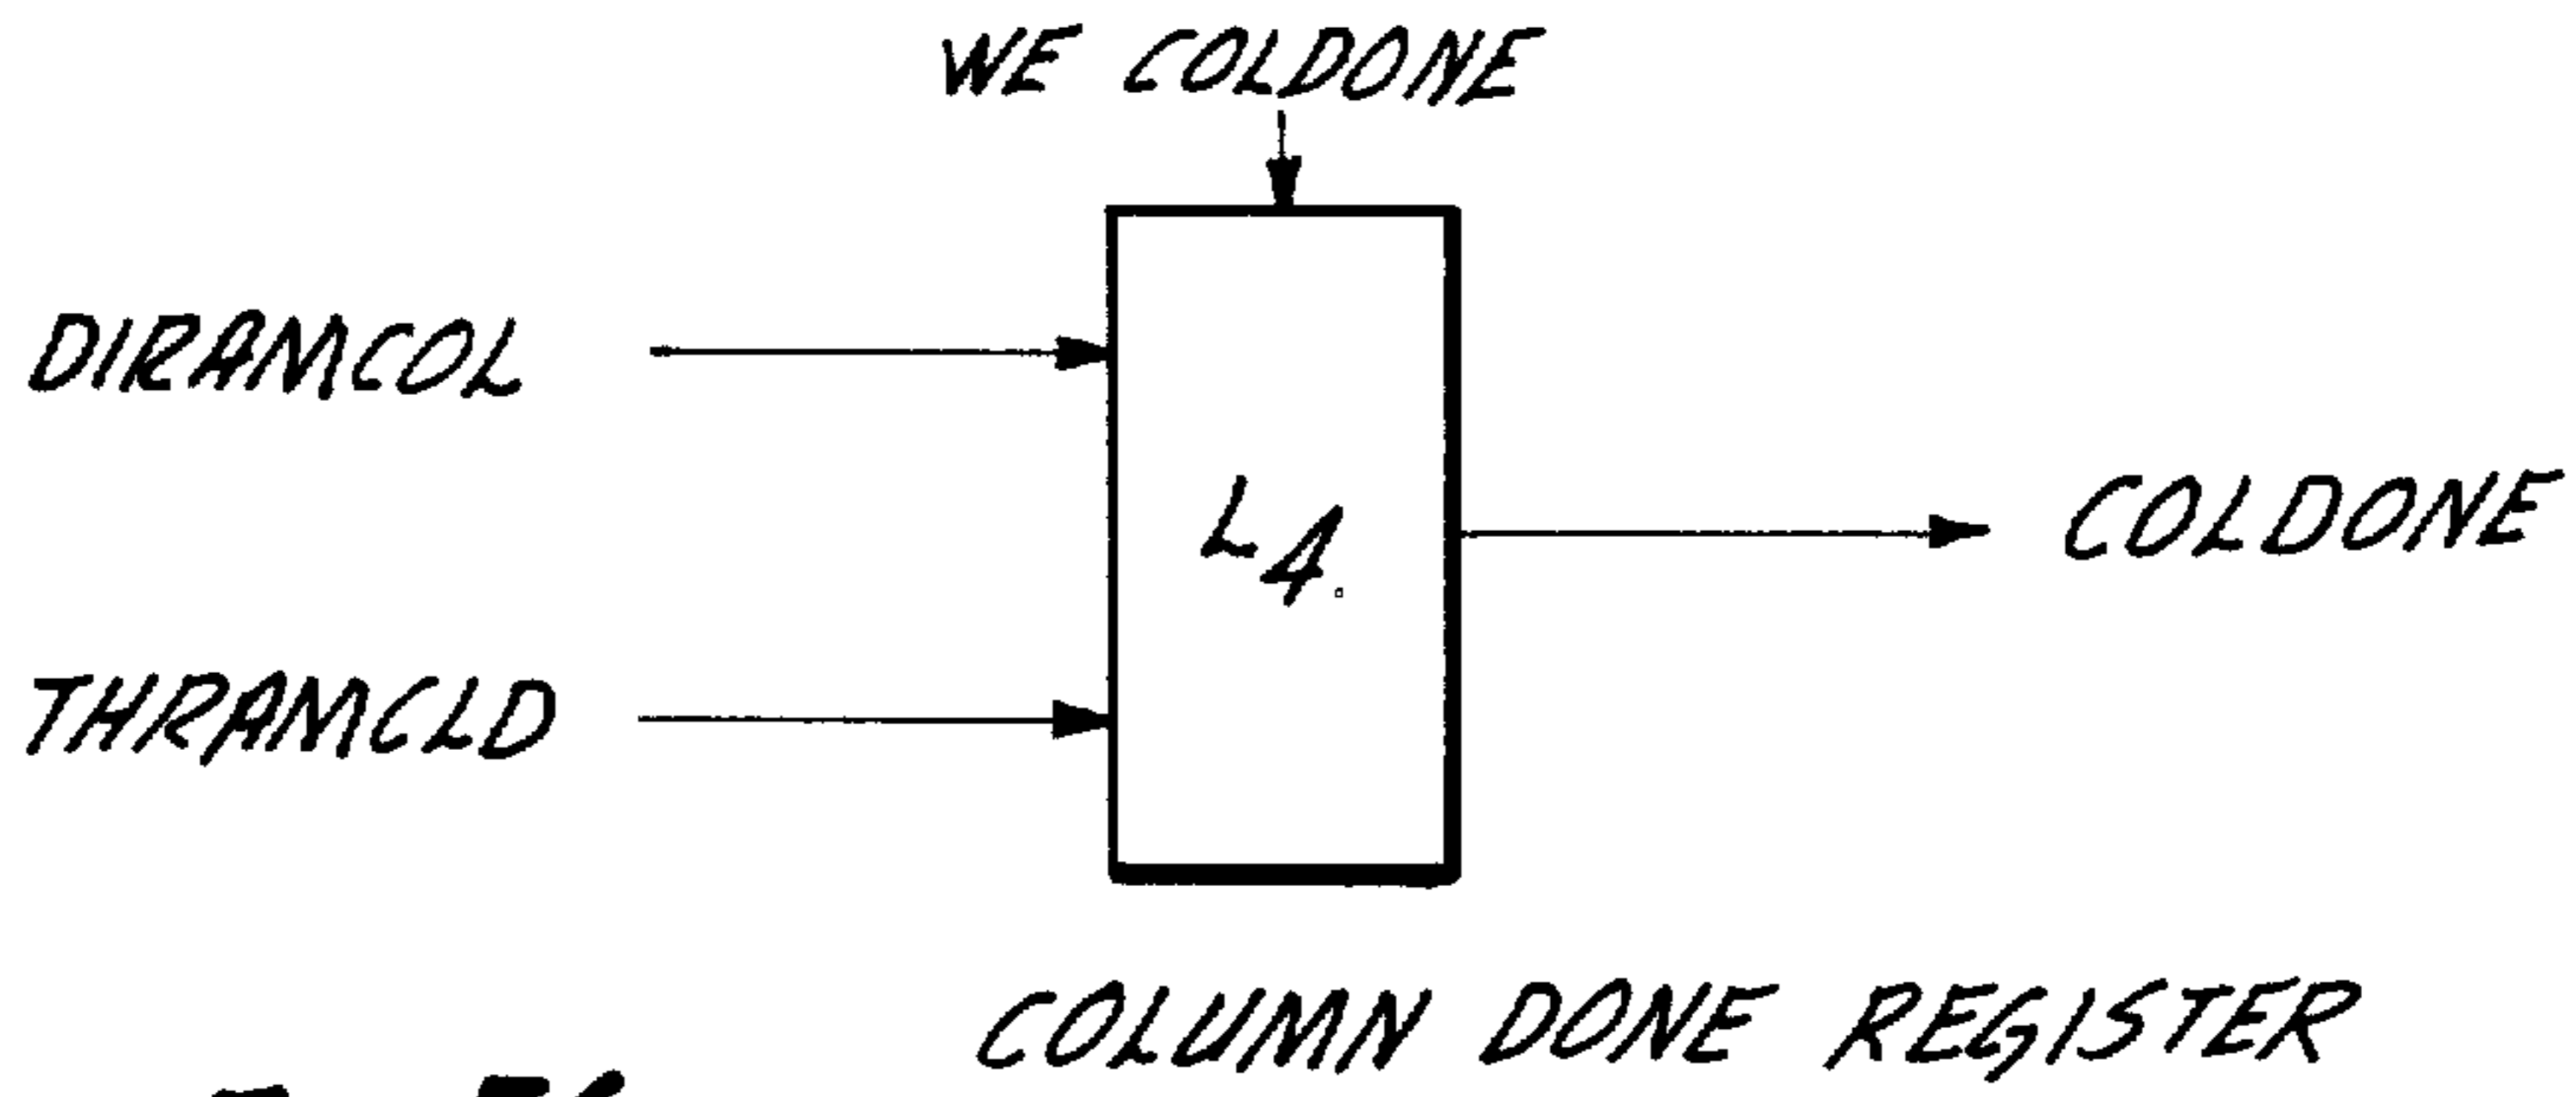 WE COLDONE
DIRAMCOL
L4
COLDONE
THRAMCLD
COLUMN DONE REGISTER